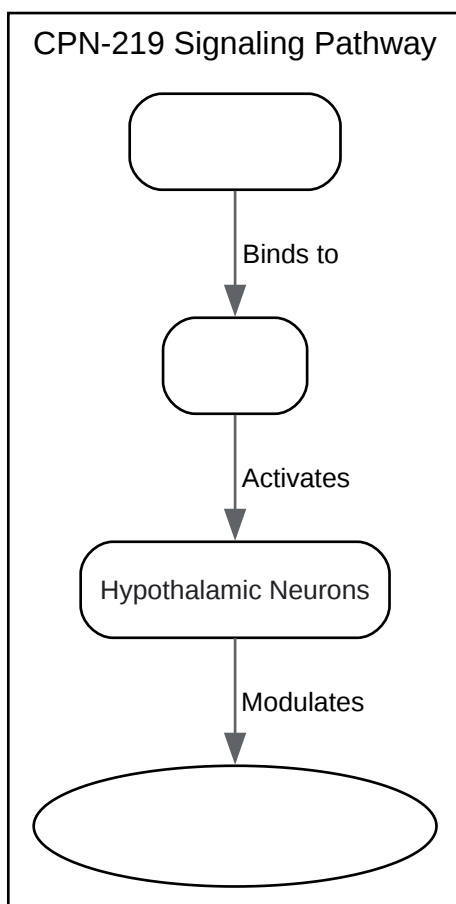 CPN-219 Signaling Pathway
Binds to
Activates
Hypothalamic Neurons
Modulates